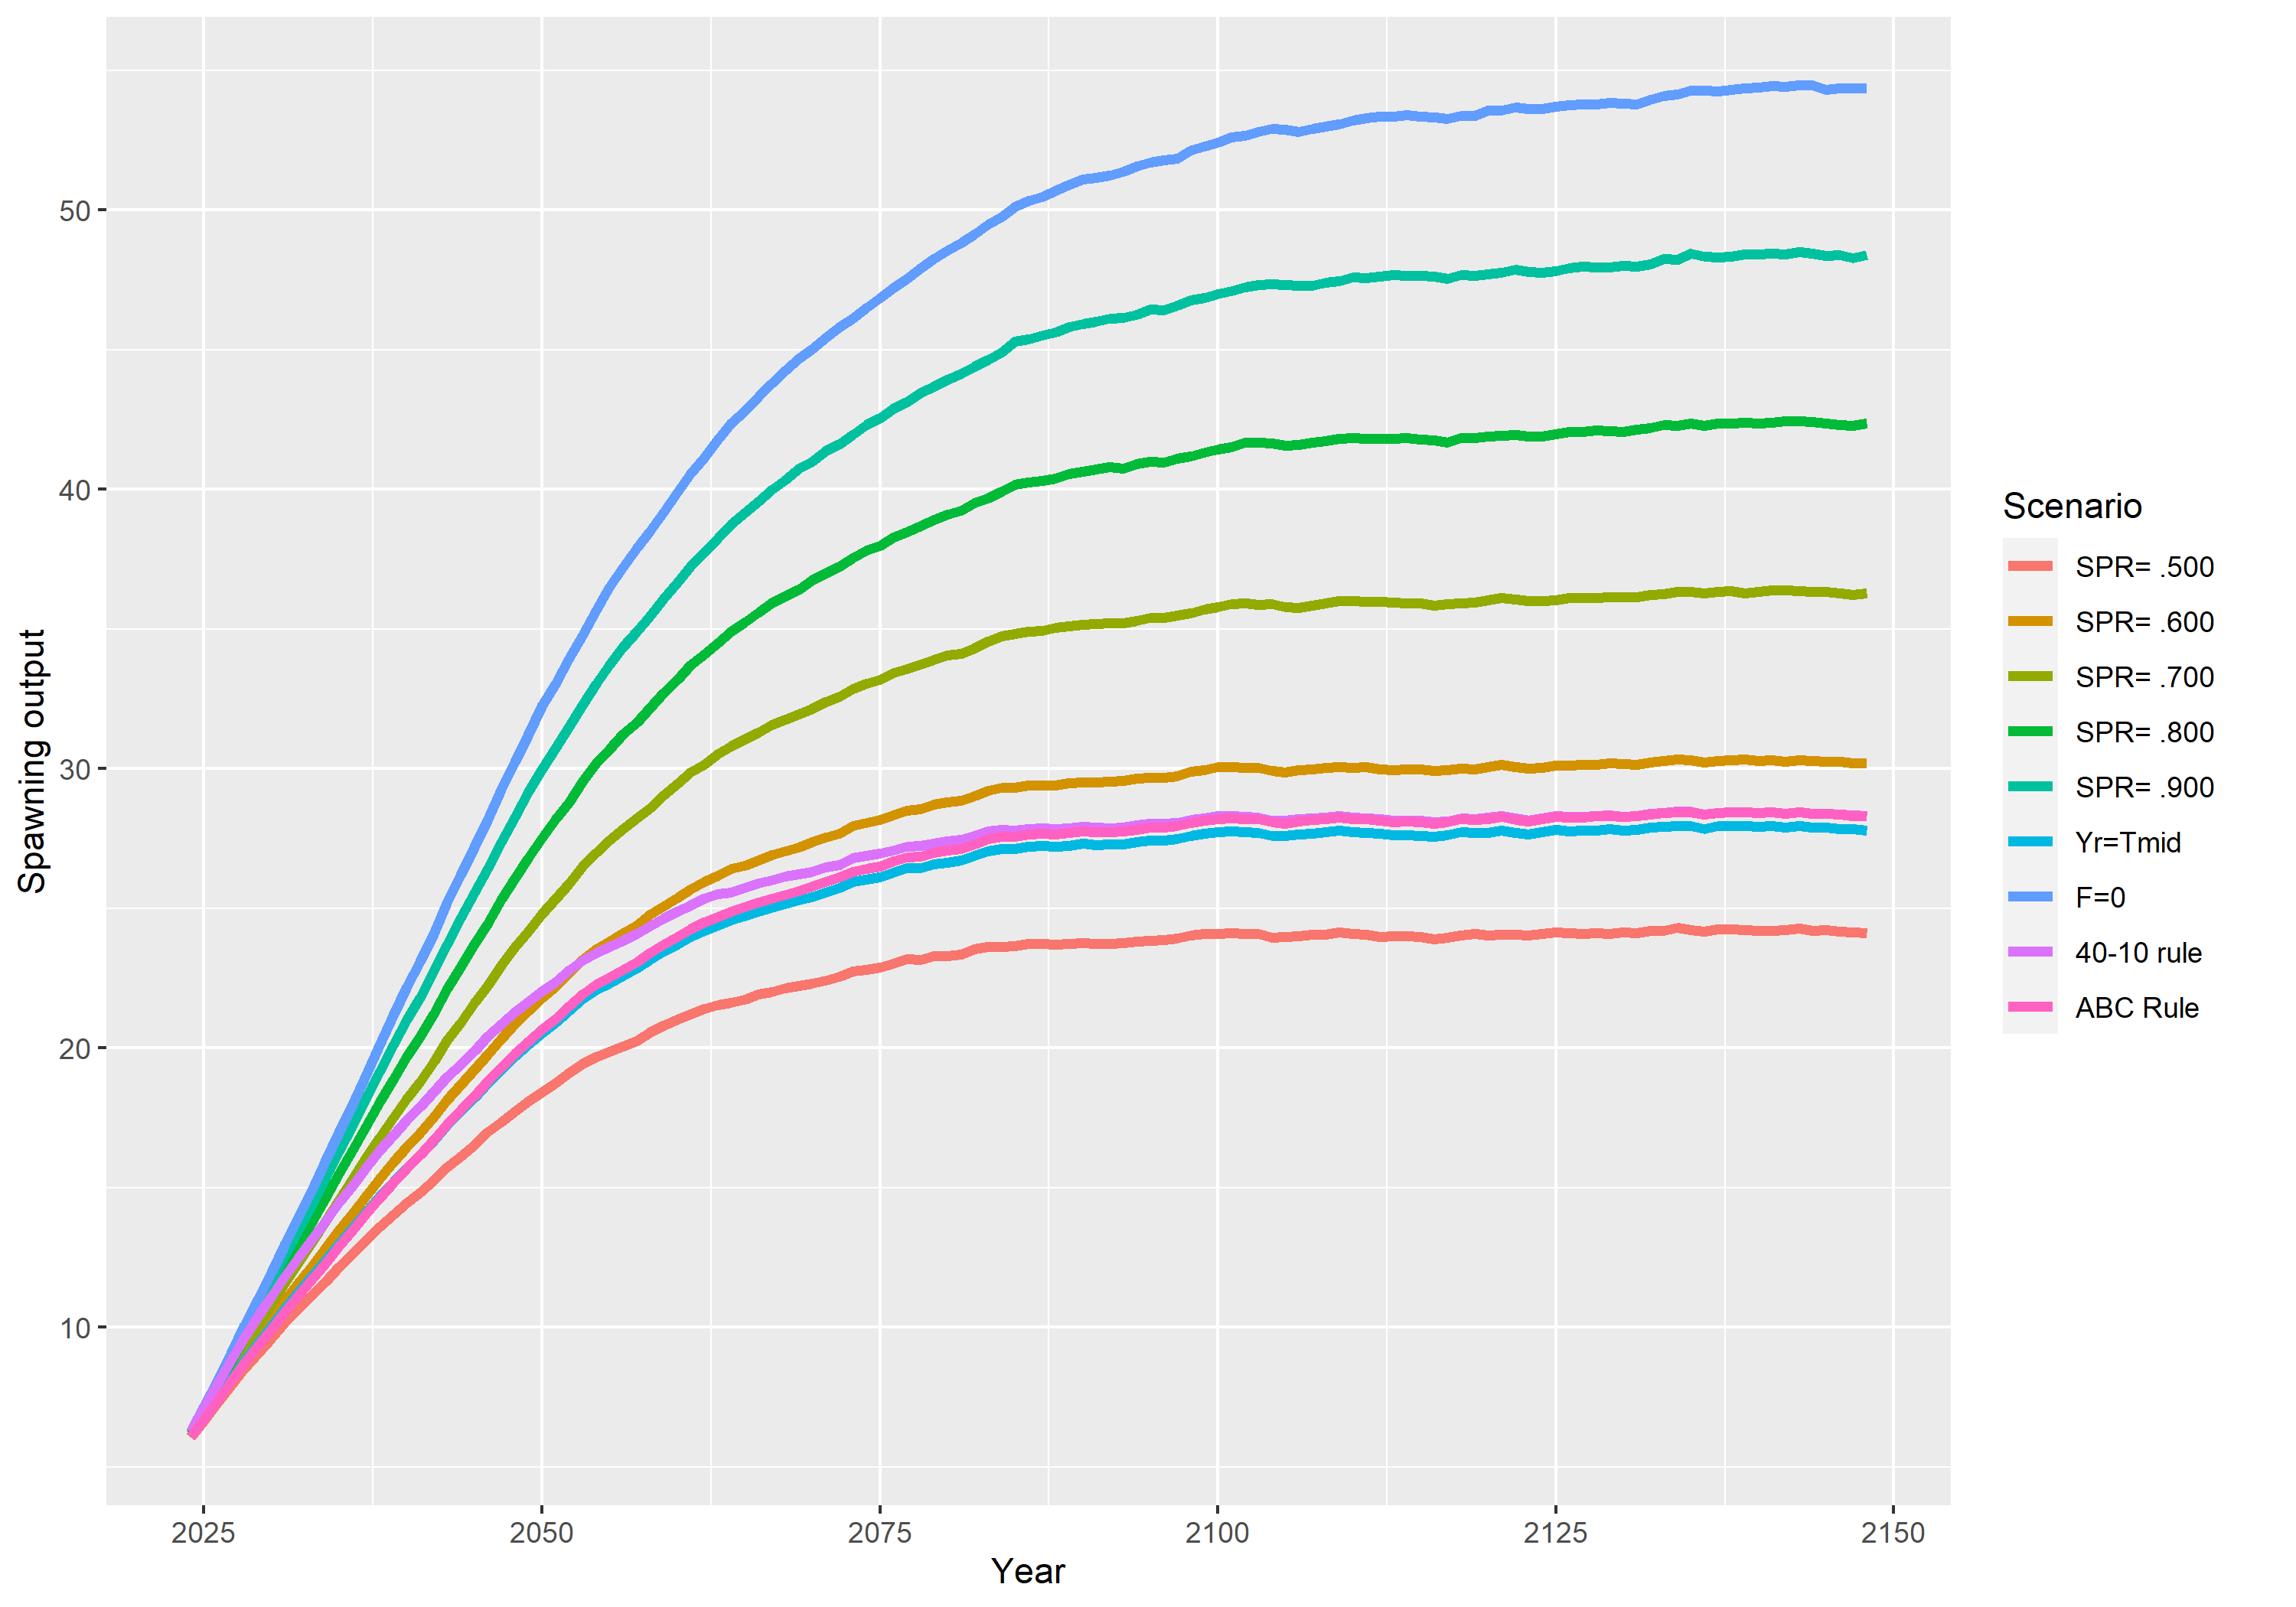 Spawning output
50
40
30
20
10
2025 2050 2075 2100 2125 2150
Year
Scenario
SPR= .500
SPR= .600
SPR= .700
SPR= .800
SPR= .900
Yr=Tmid
F=0
40-10 rule
ABC Rule